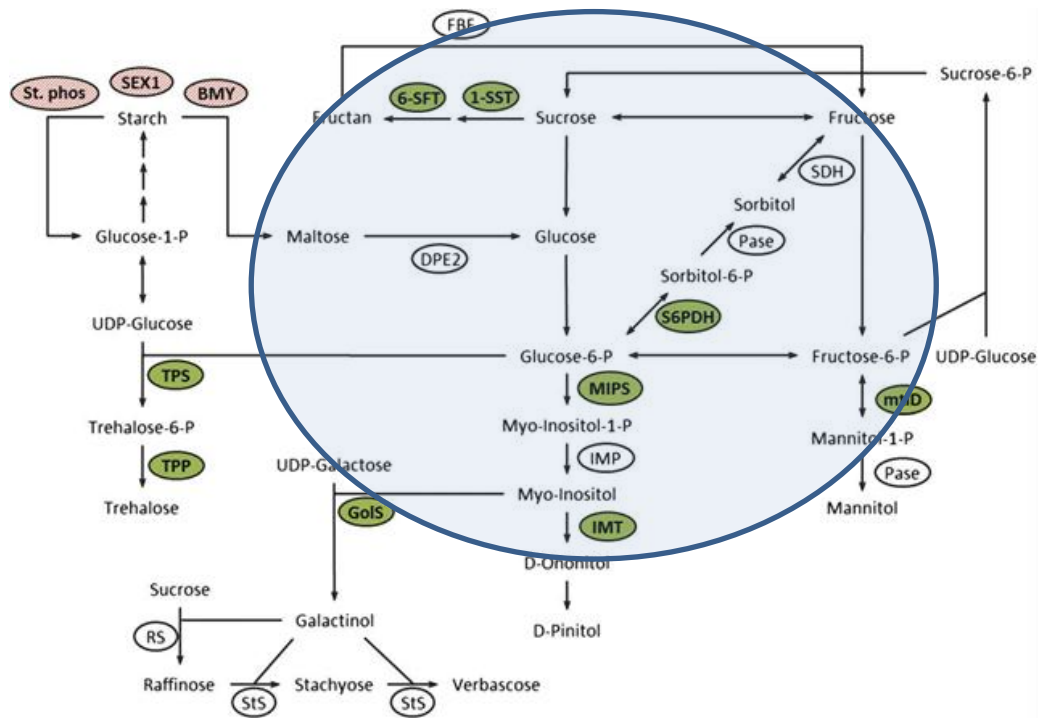 FBF
SEX1
St. phos
BMY
Sucrose-6-P
6-SFT
1-SST
Starch
Fructan
Sucrose
Fructose
SDH
Sorbitol
Glucose-1-P
Maltose
Glucose
Pase
DPE2
Sorbitol-6-P
S6PDH
UDP-Glucose
Glucose-6-P
Fructose-6-P
UDP-Glucose
TPS
MIPS
mtlD
Trehalose-6-P
Myo-Inositol-1-P
Mannitol-1-P
TPP
UDP-Galactose
IMP
Pase
Trehalose
Myo-Inositol
Mannitol
GolS
IMT
D-Ononitol
Sucrose
Galactinol
D-Pinitol
RS
Raffinose
Stachyose
Verbascose
StS
StS